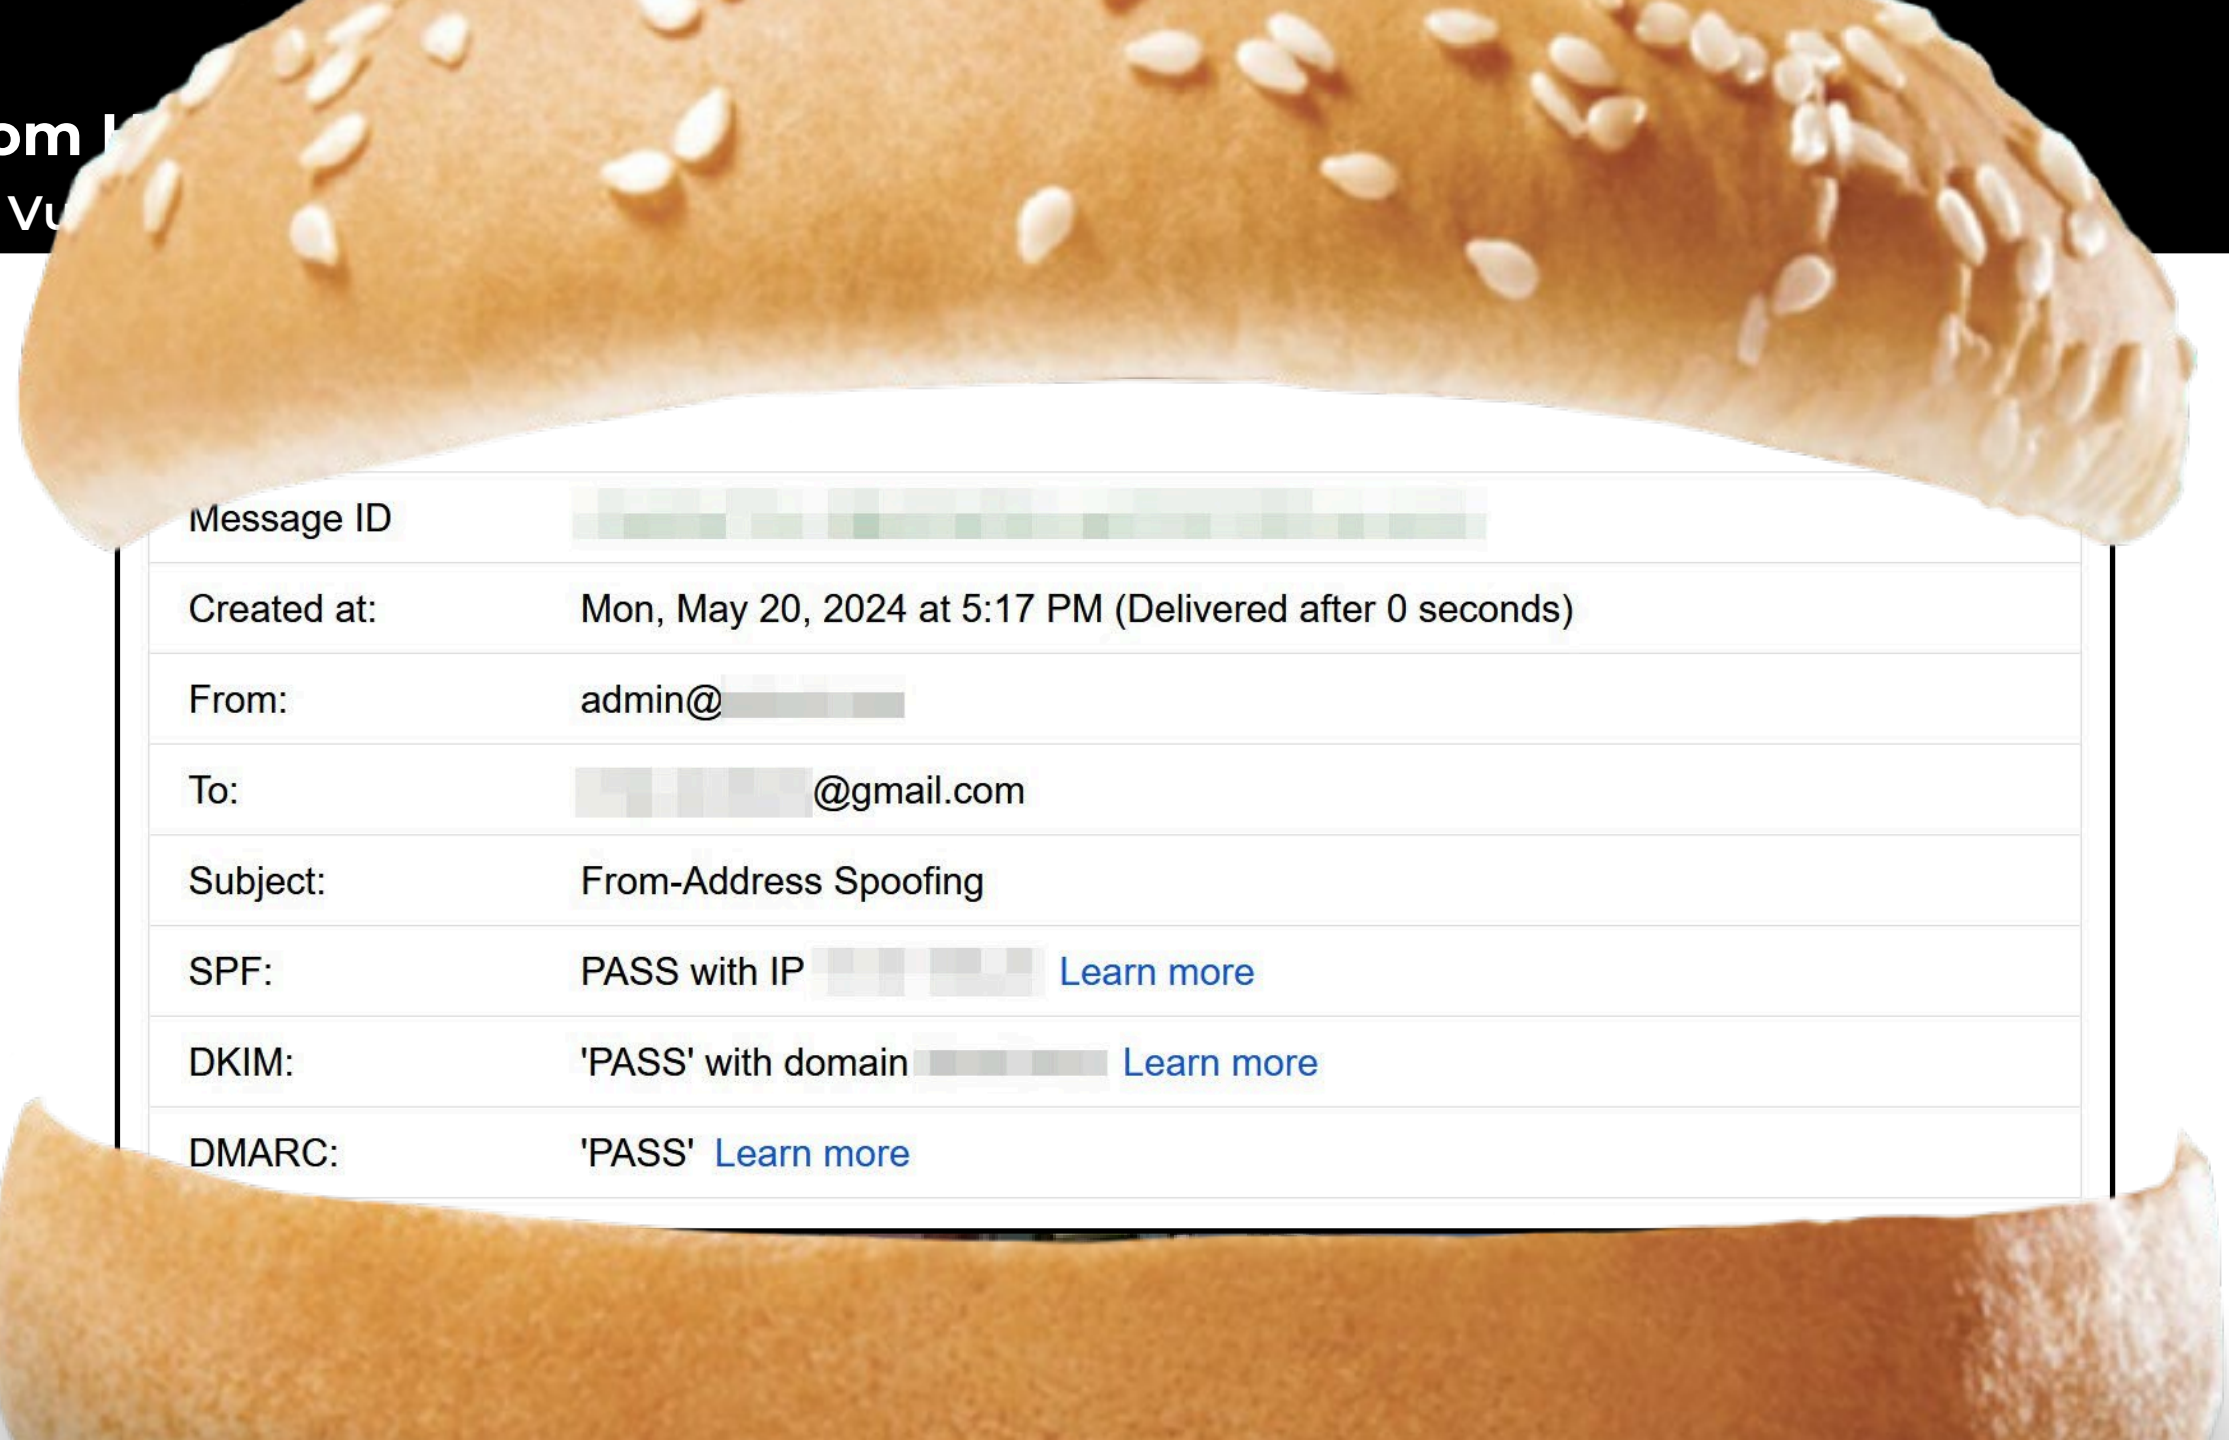 Message ID
Created at: Mon, May 20, 2024 at 5:17 PM (Delivered after 0 seconds)
From: admin@
To: @gmail.com
Subject: From-Address Spoofing
SPF: PASS with IP Learn more
DKIM: 'PASS' with domain Learn more
DMARC: 'PASS' Learn more